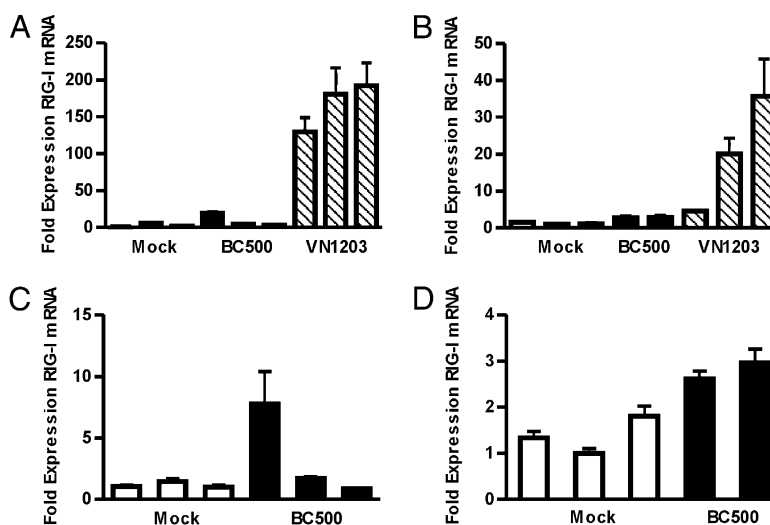 A
Fold Expression RIG-I mRNA
250
200
150
100
50
0
Mock BC500 VN1203
B
Fold Expression RIG-I mRNA
50
40
30
20
10
0
Mock BC500 VN1203
C
Fold Expression RIG-I mRNA
15
10
5
0
Mock BC500
D
Fold Expression RIG-I mRNA
4
3
2
1
0
Mock BC500